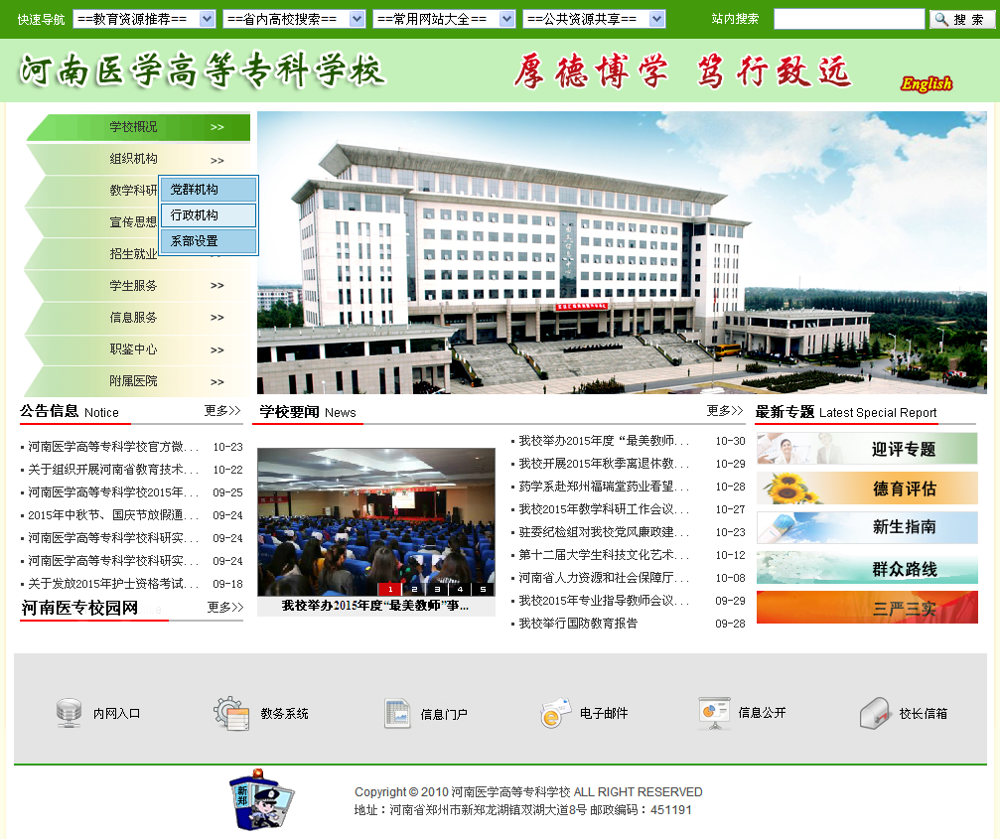 快速导航 ==教育资源推荐== ==省内高校搜索== ==常用网站大全== ==公共资源共享== 站内搜索 搜 索
河南医学高等专科学校 厚德博学 笃行致远 English
学校概况 >>
组织机构 >>
教学科研
党群机构
行政机构
系部设置
宣传思想
招生就业
学生服务 >>
信息服务 >>
职鉴中心 >>
附属医院 >>
公告信息 Notice 更多>>
河南医学高等专科学校官方微... 10-23
关于组织开展河南省教育技术... 10-22
河南医学高等专科学校2015年... 09-25
2015年中秋节、国庆节放假通... 09-24
河南医学高等专科学校科研实... 09-24
河南医学高等专科学校科研实... 09-24
关于发放2015年护士资格考试... 09-18
河南医专校园网 更多>>
学校要闻 News 更多>>
1 2 3 4 5
我校举办2015年度“最美教师”事...
我校举办2015年度“最美教师... 10-30
我校开展2015年秋季离退休教... 10-29
药学系赴郑州福瑞堂药业看望... 10-28
我校2015年教学科研工作会议... 10-27
驻委纪检组对我校党风廉政建... 10-23
第十二届大学生科技文化艺术... 10-12
河南省人力资源和社会保障厅... 10-08
我校2015年专业指导教师会议... 09-29
我校举行国防教育报告 09-28
最新专题 Latest Special Report
迎评专题
德育评估
新生指南
群众路线
三严三实
内网入口 教务系统 信息门户 电子邮件 信息公开 校长信箱
新郑
Copyright © 2010 河南医学高等专科学校 ALL RIGHT RESERVED
地址：河南省郑州市新郑龙湖镇双湖大道8号 邮政编码：451191